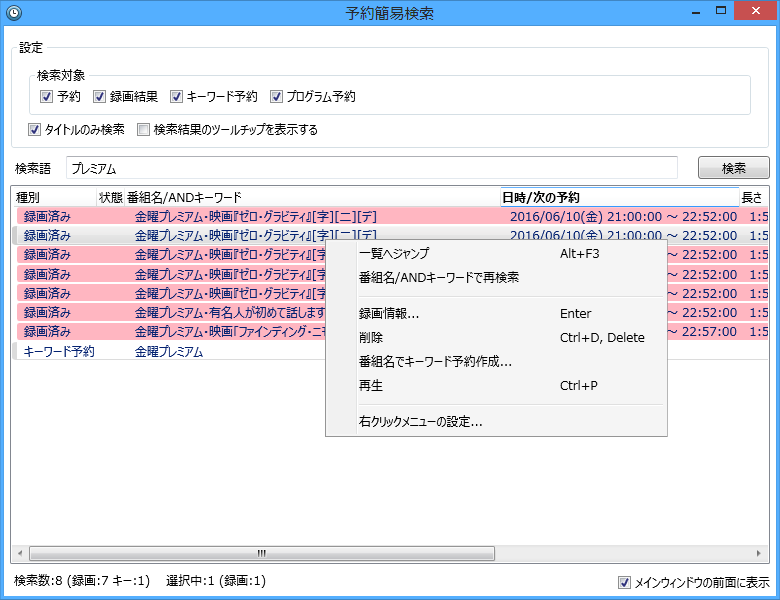 予約簡易検索
設定
検索対象
予約 録画結果 キーワード予約 プログラム予約
タイトルのみ検索 検索結果のツールチップを表示する
検索語 プレミアム 検索
種別 状態 番組名/ANDキーワード 日時/次の予約 長さ
録画済み 金曜プレミアム・映画『ゼロ・グラビティ』[字][二][デ] 2016/06/10(金) 21:00:00 ～ 22:52:00 1:5
録画済み 金曜プレミアム・映画『ゼロ・グラビティ』[字][二][デ] 2016/06/10(金) 21:00:00 ～ 22:52:00 1:5
録画済み 金曜プレミアム・映画『ゼロ・グラビティ』[字 ～ 22:52:00 1:5
録画済み 金曜プレミアム・映画『ゼロ・グラビティ』[字 ～ 22:52:00 1:5
録画済み 金曜プレミアム・映画『ゼロ・グラビティ』[字 ～ 22:52:00 1:5
録画済み 金曜プレミアム・有名人が初めて話します ～ 22:52:00 1:5
録画済み 金曜プレミアム・映画「ファインディング・ニモ ～ 22:57:00 1:5
キーワード予約 金曜プレミアム
一覧へジャンプ Alt+F3
番組名/ANDキーワードで再検索
録画情報... Enter
削除 Ctrl+D, Delete
番組名でキーワード予約作成...
再生 Ctrl+P
右クリックメニューの設定...
検索数:8 (録画:7 キー:1) 選択中:1 (録画:1)
メインウィンドウの前面に表示